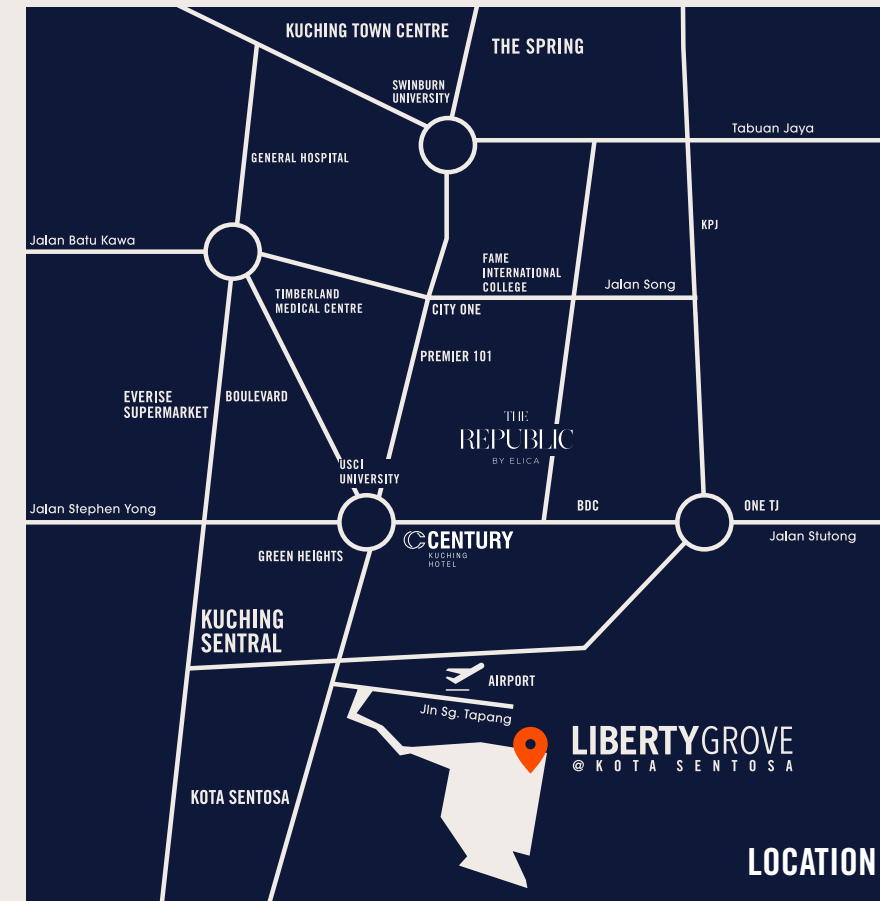 KUCHING TOWN CENTRE
THE SPRING
SWINBURN
UNIVERSITY
Tabuan Jaya
GENERAL HOSPITAL
KPJ
Jalan Batu Kawa
FAME
INTERNATIONAL
COLLEGE
Jalan Song
TIMBERLAND
MEDICAL CENTRE
CITY ONE
PREMIER 101
EVERISE
SUPERMARKET
BOULEVARD
THE
REPUBLIC
BY ELICA
USCI
UNIVERSITY
Jalan Stephen Yong
BDC
ONE TJ
Jalan Stutong
CENTURY
KUCHING
HOTEL
GREEN HEIGHTS
KUCHING
SENTRAL
AIRPORT
Jln Sg. Tapang
LIBERTYGROVE
@ KOTA SENTOSA
KOTA SENTOSA
LOCATION